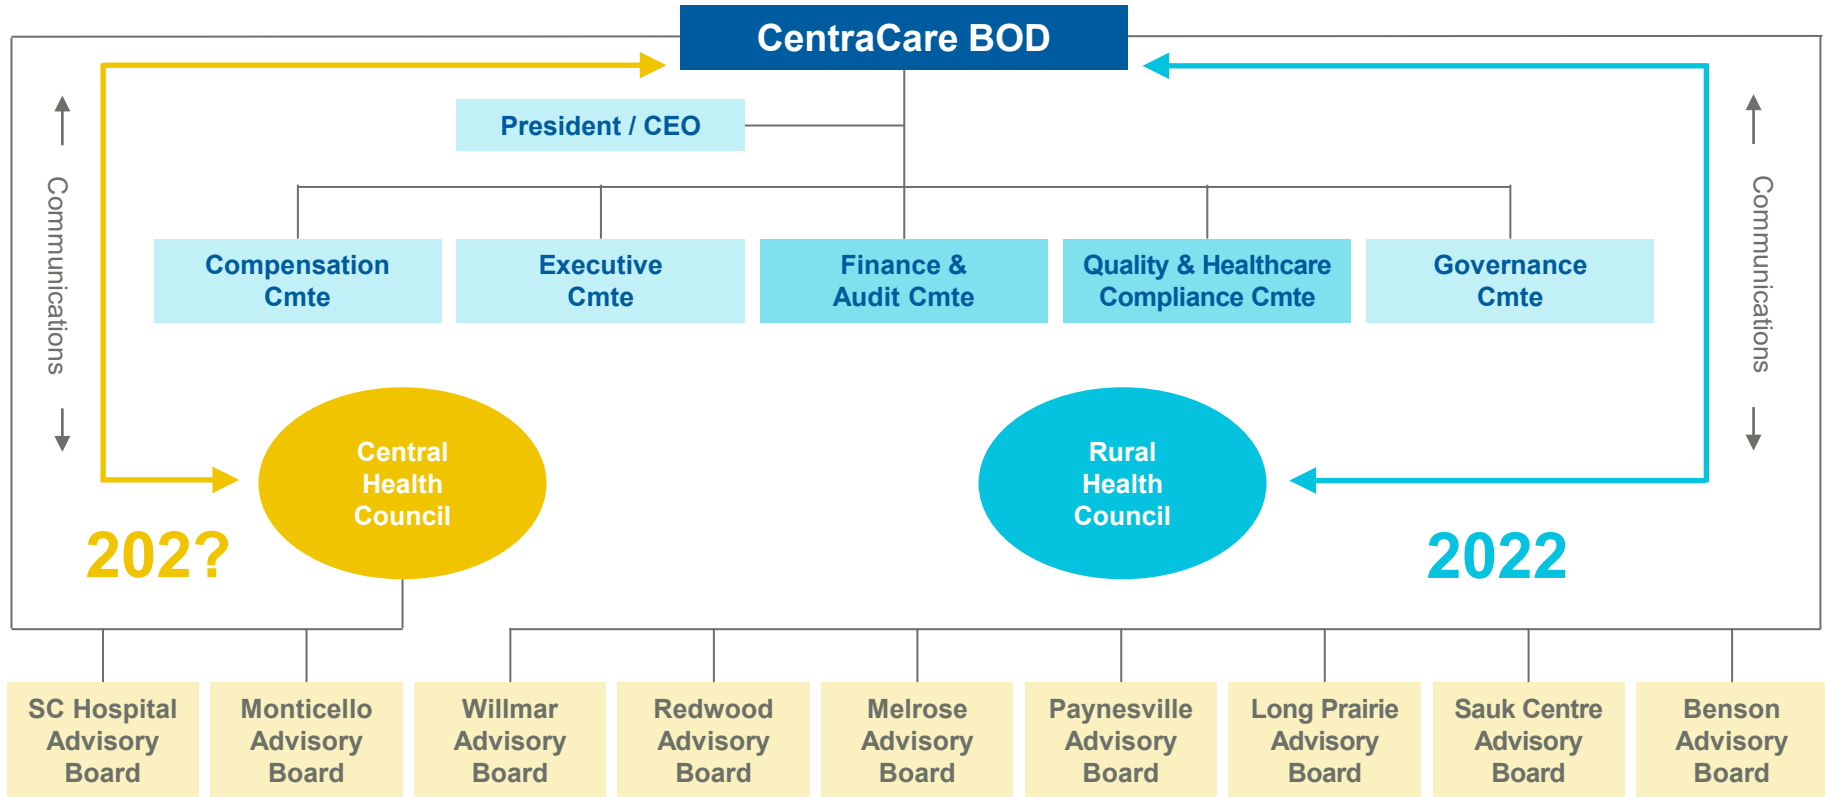 CentraCare BOD
President / CEO
Communications
Communications
Compensation
Cmte
Executive
Cmte
Finance &
Audit Cmte
Quality & Healthcare
Compliance Cmte
Governance
Cmte
Central
Health
Council
Rural
Health
Council
202?
2022
SC Hospital
Advisory
Board
Monticello
Advisory
Board
Willmar
Advisory
Board
Redwood
Advisory
Board
Melrose
Advisory
Board
Paynesville
Advisory
Board
Long Prairie
Advisory
Board
Sauk Centre
Advisory
Board
Benson
Advisory
Board